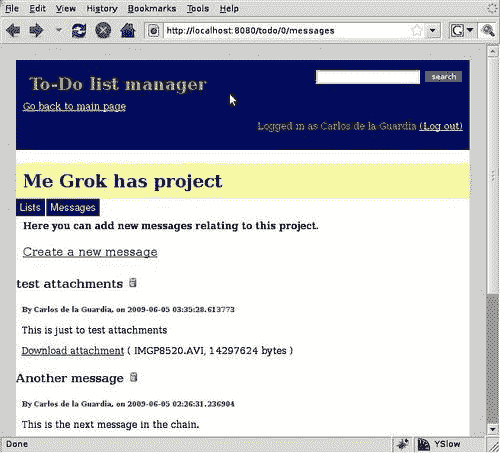 File Edit View History Bookmarks Tools Help
http://localhost:8080/todo/0/messages
To-Do list manager
search
Go back to main page
Logged in as Carlos de la Guardia (Log out)
Me Grok has project
Lists Messages
Here you can add new messages relating to this project.
Create a new message
test attachments
By Carlos de la Guardia, on 2009-06-05 03:35:28.613773
This is just to test attachments
Download attachment ( IMGP8520.AVI, 14297624 bytes )
Another message
By Carlos de la Guardia, on 2009-06-05 02:26:31.236904
This is the next message in the chain.
Done YSlow